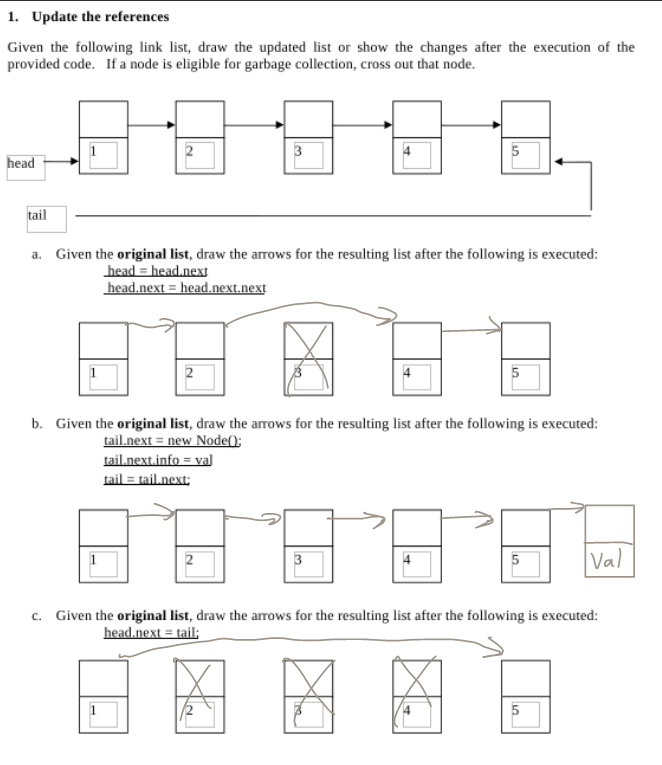 1. Update the references
Given the following link list, draw the updated list or show the changes after the execution of the
provided code. If a node is eligible for garbage collection, cross out that node.
head 1 2 3 4 5
tail
a. Given the original list, draw the arrows for the resulting list after the following is executed:
head = head.next
head.next = head.next.next
1 2 3 4 5
b. Given the original list, draw the arrows for the resulting list after the following is executed:
tail.next = new Node();
tail.next.info = val
tail = tail.next;
1 2 3 4 5 Val
c. Given the original list, draw the arrows for the resulting list after the following is executed:
head.next = tail;
1 2 3 4 5